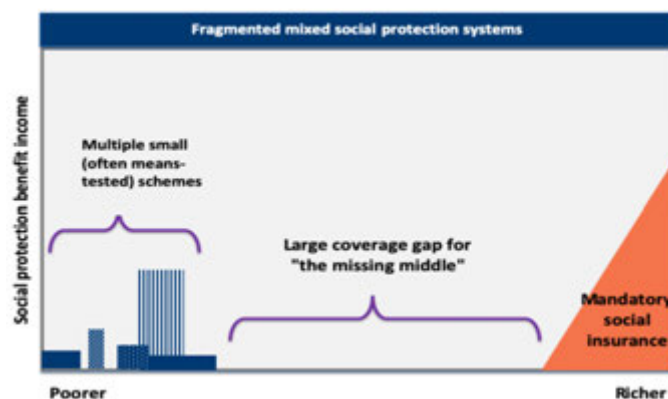 Fragmented mixed social protection systems
Social protection benefit income
Multiple small
(often means-
tested) schemes
Large coverage gap for
"the missing middle"
Mandatory
social
insurance
Poorer
Richer